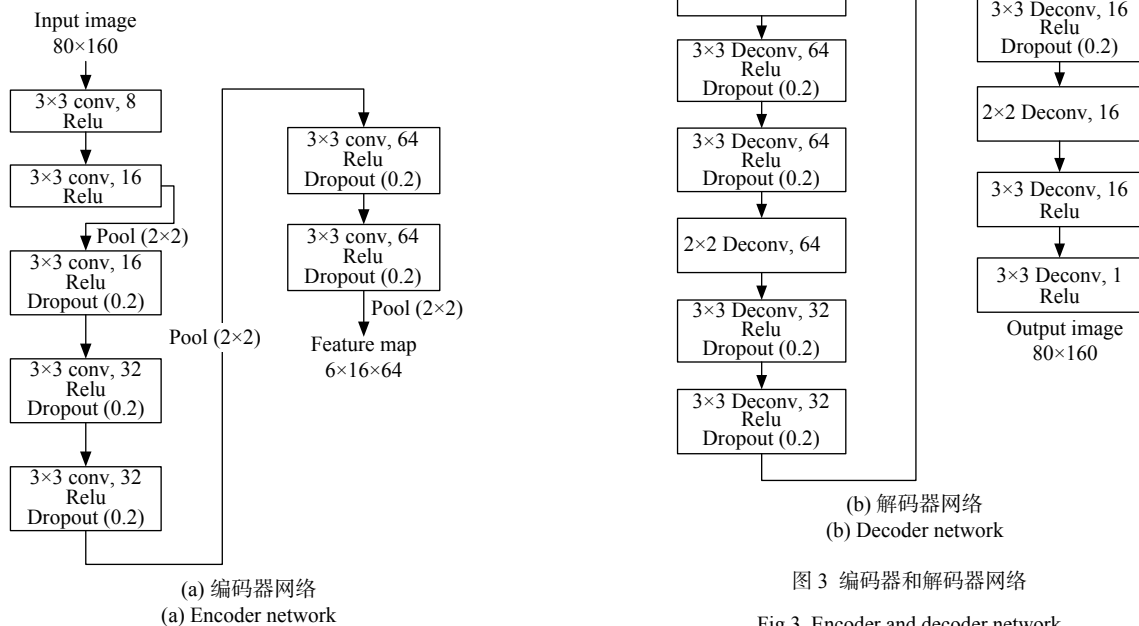 Input image
80×160
3×3 conv, 8
Relu
3×3 conv, 16
Relu
Pool (2×2)
3×3 conv, 16
Relu
Dropout (0.2)
3×3 conv, 32
Relu
Dropout (0.2)
3×3 conv, 32
Relu
Dropout (0.2)
Pool (2×2)
3×3 conv, 64
Relu
Dropout (0.2)
3×3 conv, 64
Relu
Dropout (0.2)
Pool (2×2)
Feature map
6×16×64
(a) 编码器网络
(a) Encoder network
3×3 Deconv, 64
Relu
Dropout (0.2)
3×3 Deconv, 64
Relu
Dropout (0.2)
2×2 Deconv, 64
3×3 Deconv, 32
Relu
Dropout (0.2)
3×3 Deconv, 32
Relu
Dropout (0.2)
3×3 Deconv, 16
Relu
Dropout (0.2)
2×2 Deconv, 16
3×3 Deconv, 16
Relu
3×3 Deconv, 1
Relu
Output image
80×160
(b) 解码器网络
(b) Decoder network
图 3 编码器和解码器网络
Fig.3 Encoder and decoder network